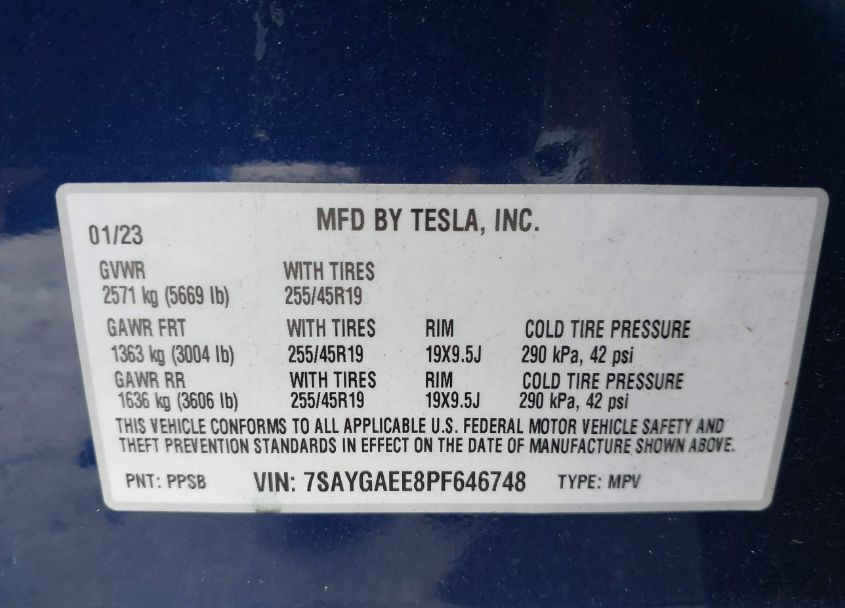 MFD BY TESLA, INC.
01/23
GVWR WITH TIRES
2571 kg (5669 lb) 255/45R19
GAWR FRT WITH TIRES RIM COLD TIRE PRESSURE
1363 kg (3004 lb) 255/45R19 19X9.5J 290 kPa, 42 psi
GAWR RR WITH TIRES RIM COLD TIRE PRESSURE
1636 kg (3606 lb) 255/45R19 19X9.5J 290 kPa, 42 psi
THIS VEHICLE CONFORMS TO ALL APPLICABLE U.S. FEDERAL MOTOR VEHICLE SAFETY AND
THEFT PREVENTION STANDARDS IN EFFECT ON THE DATE OF MANUFACTURE SHOWN ABOVE.
PNT: PPSB VIN: 7SAYGAEE8PF646748 TYPE: MPV